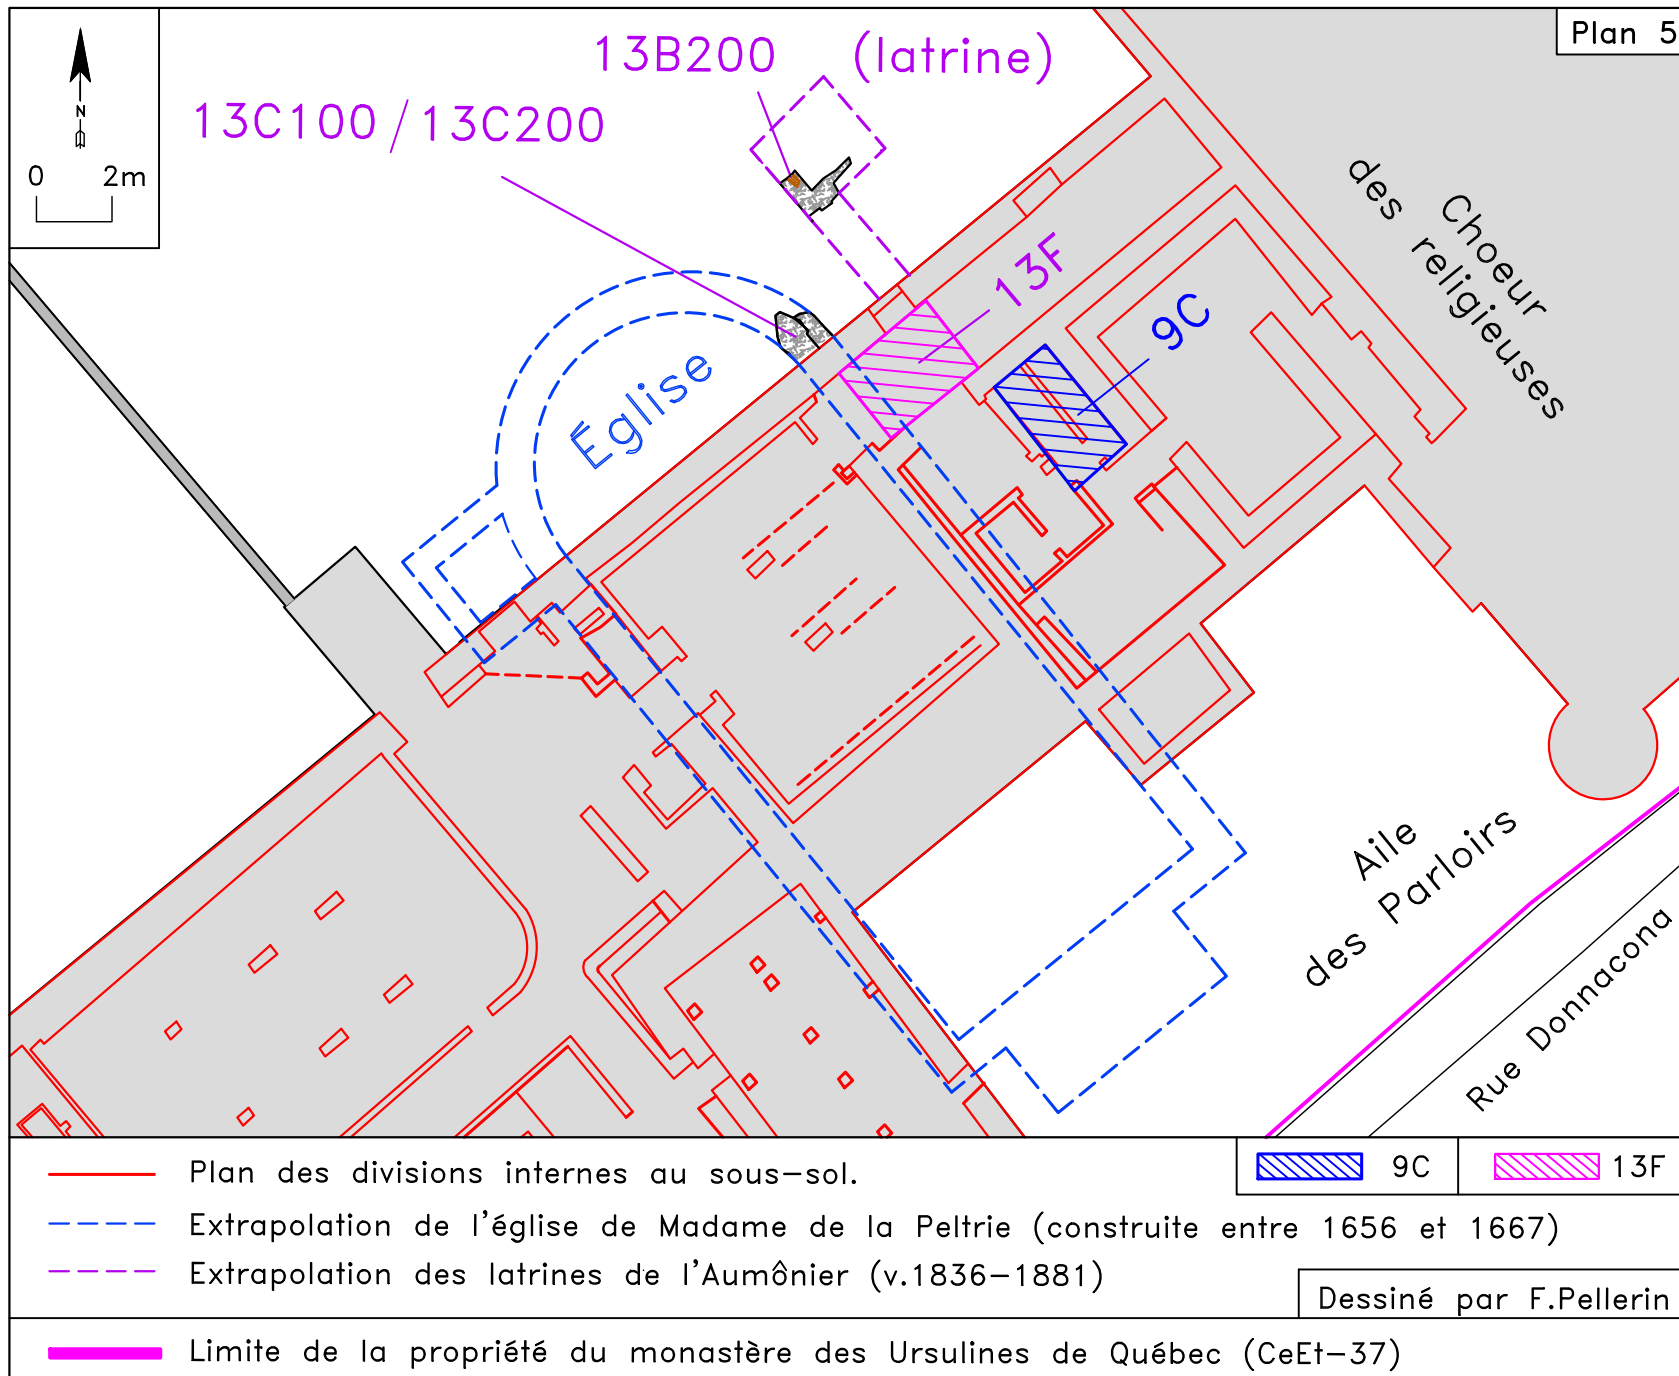 Plan 5
N
0 2m
13B200 (latrine)
13C100 / 13C200
13F
9C
Église
Choeur
des religieuses
Aile
des Parloirs
Rue Donnacona
Plan des divisions internes au sous-sol.
9C
13F
Extrapolation de l'église de Madame de la Peltrie (construite entre 1656 et 1667)
Extrapolation des latrines de l'Aumônier (v.1836-1881)
Dessiné par F.Pellerin
Limite de la propriété du monastère des Ursulines de Québec (CeEt-37)